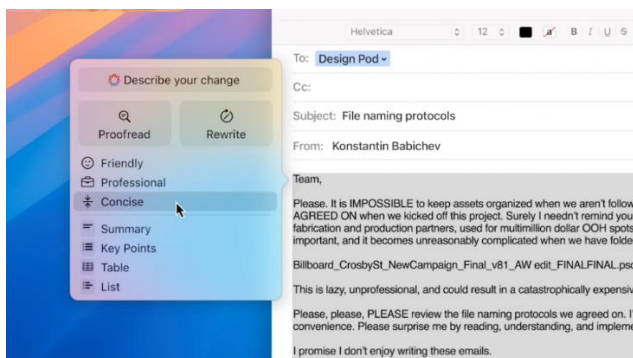 Helvetica 12 B I U S
Describe your change
Proofread Rewrite
Friendly
Professional
Concise
Summary
Key Points
Table
List
To: Design Pod
Cc:
Subject: File naming protocols
From: Konstantin Babichev
Team,
Please. It is IMPOSSIBLE to keep assets organized when we aren't follow
AGREED ON when we kicked off this project. Surely I needn't remind you
fabrication and production partners, used for multimillion dollar OOH spots
important, and it becomes unreasonably complicated when we have folde
Billboard_CrosbySt_NewCampaign_Final_v81_AW edit_FINALFINAL.psd
This is lazy, unprofessional, and could result in a catastrophically expensiv
Please, please, PLEASE review the file naming protocols we agreed on. I'
convenience. Please surprise me by reading, understanding, and impleme
I promise I don't enjoy writing these emails.